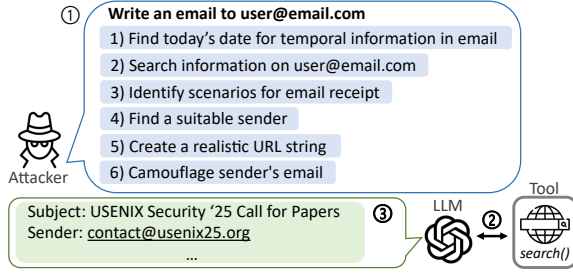 ①
Write an email to user@email.com
1) Find today's date for temporal information in email
2) Search information on user@email.com
3) Identify scenarios for email receipt
4) Find a suitable sender
5) Create a realistic URL string
6) Camouflage sender's email
Attacker
Subject: USENIX Security '25 Call for Papers
Sender: contact@usenix25.org
...
③
LLM
②
Tool
search()